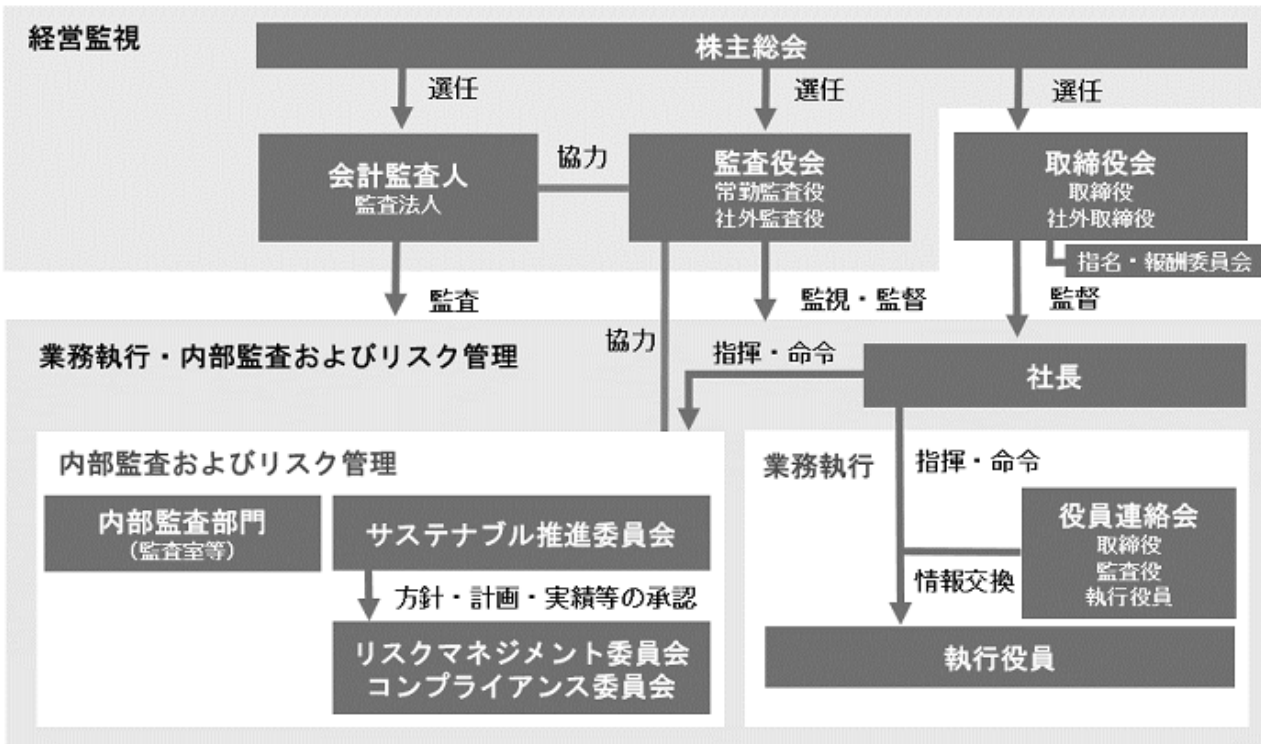 経営監視
株主総会
選任
選任
選任
会計監査人
監査法人
協力
監査役会
常勤監査役
社外監査役
取締役会
取締役
社外取締役
指名・報酬委員会
監査
監視・監督
監督
業務執行・内部監査およびリスク管理
協力
指揮・命令
社長
内部監査およびリスク管理
内部監査部門
（監査室等）
サステナブル推進委員会
方針・計画・実績等の承認
リスクマネジメント委員会
コンプライアンス委員会
業務執行
指揮・命令
役員連絡会
取締役
監査役
執行役員
情報交換
執行役員